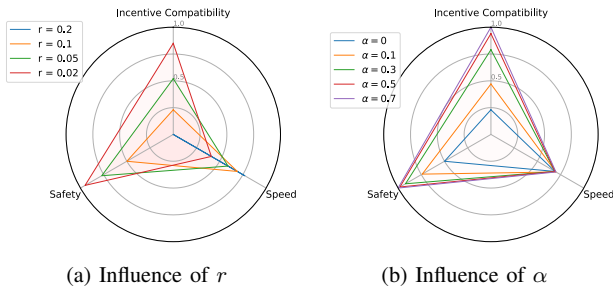 Incentive Compatibility
1.0
r = 0.2
r = 0.1
r = 0.05
r = 0.02
0.5
Safety
Speed
(a) Influence of r
Incentive Compatibility
1.0
α = 0
α = 0.1
α = 0.3
α = 0.5
α = 0.7
0.5
Safety
Speed
(b) Influence of α